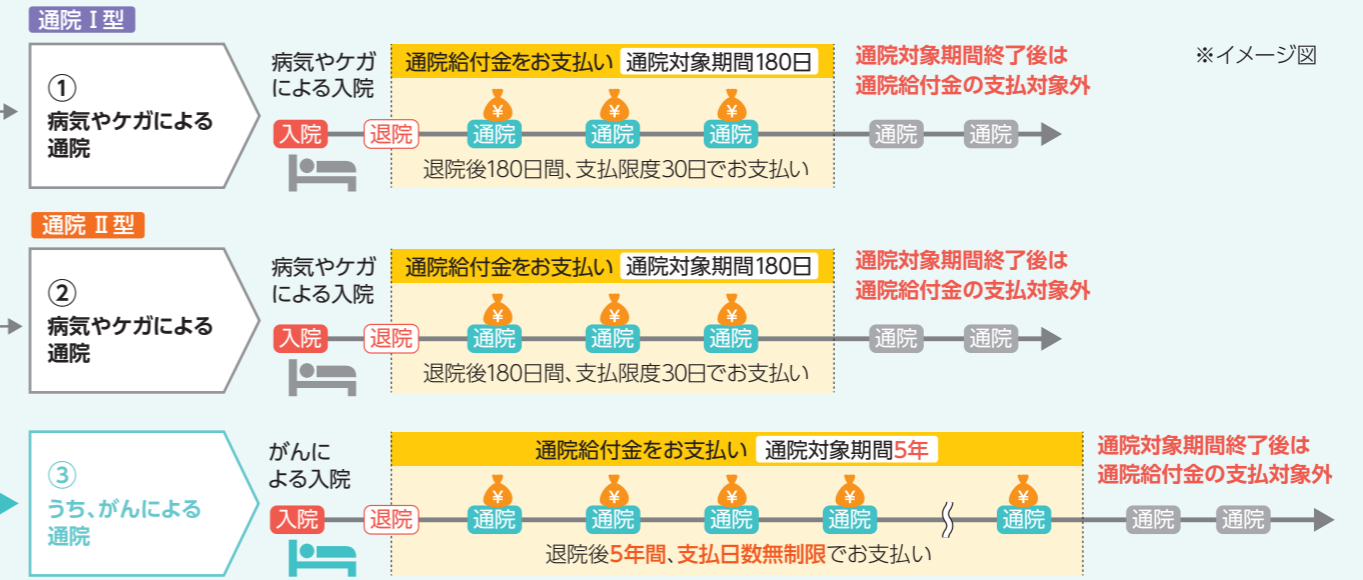 通院 Ⅰ型
①
病気やケガによる
通院
病気やケガ
による入院
通院給付金をお支払い 通院対象期間180日
通院対象期間終了後は
通院給付金の支払対象外
※イメージ図
入院 退院 ¥ 通院 ¥ 通院 ¥ 通院 通院 通院
退院後180日間、支払限度30日でお支払い
通院 Ⅱ型
②
病気やケガによる
通院
病気やケガ
による入院
通院給付金をお支払い 通院対象期間180日
通院対象期間終了後は
通院給付金の支払対象外
入院 退院 ¥ 通院 ¥ 通院 ¥ 通院 通院 通院
退院後180日間、支払限度30日でお支払い
③
うち、がんによる
通院
がんに
よる入院
通院給付金をお支払い 通院対象期間5年
通院対象期間終了後は
通院給付金の支払対象外
入院 退院 ¥ 通院 ¥ 通院 ¥ 通院 ¥ 通院 ¥ 通院 通院 通院
退院後5年間、支払日数無制限でお支払い